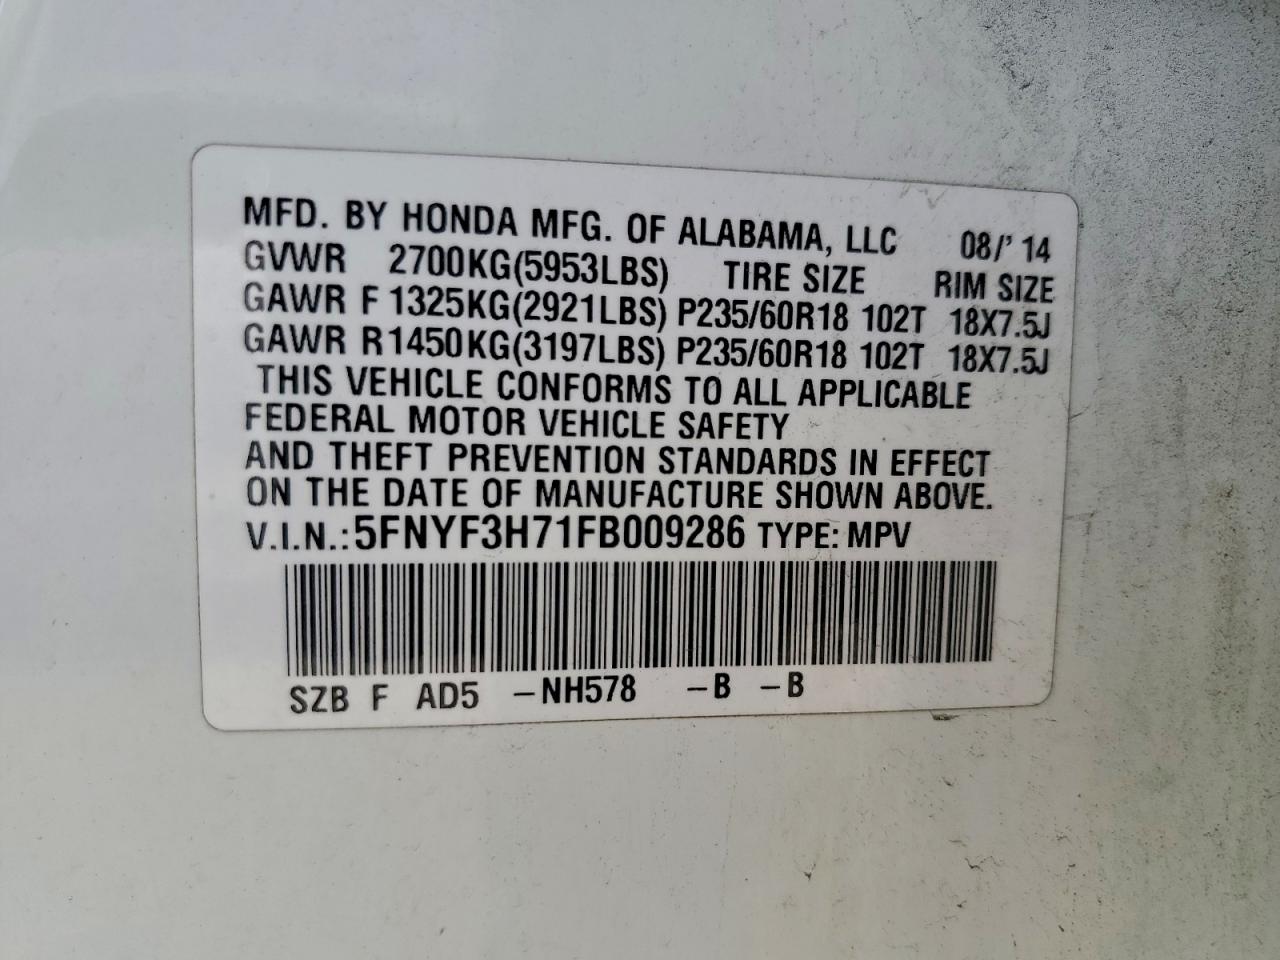 MFD. BY HONDA MFG. OF ALABAMA, LLC 08/' 14
GVWR 2700KG(5953LBS) TIRE SIZE RIM SIZE
GAWR F 1325KG(2921LBS) P235/60R18 102T 18X7.5J
GAWR R 1450KG(3197LBS) P235/60R18 102T 18X7.5J
THIS VEHICLE CONFORMS TO ALL APPLICABLE
FEDERAL MOTOR VEHICLE SAFETY
AND THEFT PREVENTION STANDARDS IN EFFECT
ON THE DATE OF MANUFACTURE SHOWN ABOVE.
V.I.N.: 5FNYF3H71FB009286 TYPE: MPV
SZB F AD5 –NH578 –B –B